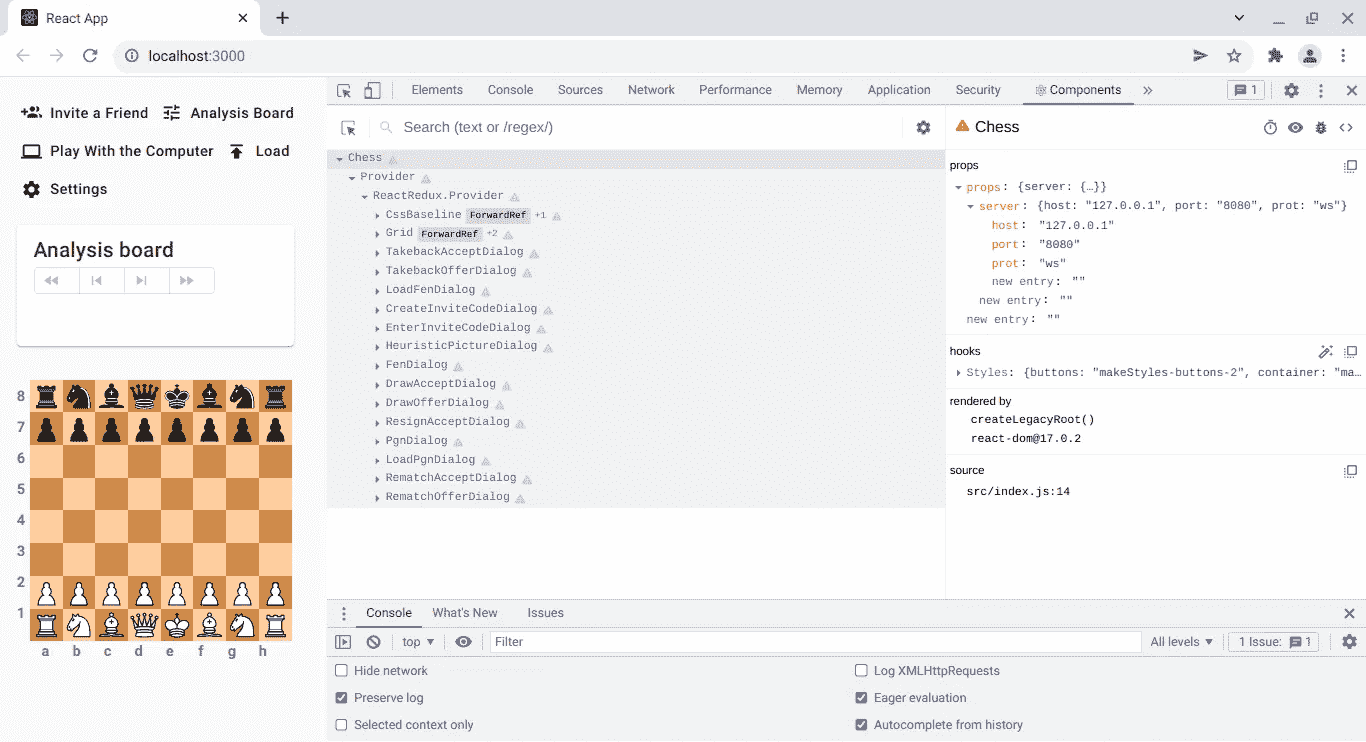 React App
localhost:3000
Invite a Friend Analysis Board
Play With the Computer Load
Settings
Analysis board
8
7
6
5
4
3
2
1
a b c d e f g h
Elements Console Sources Network Performance Memory Application Security Components » 1
Search (text or /regex/)
Chess
Provider
ReactRedux.Provider
CssBaseline ForwardRef +1
Grid ForwardRef +2
TakebackAcceptDialog
TakebackOfferDialog
LoadFenDialog
CreateInviteCodeDialog
EnterInviteCodeDialog
HeuristicPictureDialog
FenDialog
DrawAcceptDialog
DrawOfferDialog
ResignAcceptDialog
PgnDialog
LoadPgnDialog
RematchAcceptDialog
RematchOfferDialog
Chess
props
props: {server: {…}}
server: {host: "127.0.0.1", port: "8080", prot: "ws"}
host: "127.0.0.1"
port: "8080"
prot: "ws"
new entry: ""
new entry: ""
new entry: ""
hooks
Styles: {buttons: "makeStyles-buttons-2", container: "ma…
rendered by
createLegacyRoot()
react-dom@17.0.2
source
src/index.js:14
Console What's New Issues
top Filter All levels 1 Issue: 1
Hide network Log XMLHttpRequests
Preserve log Eager evaluation
Selected context only Autocomplete from history